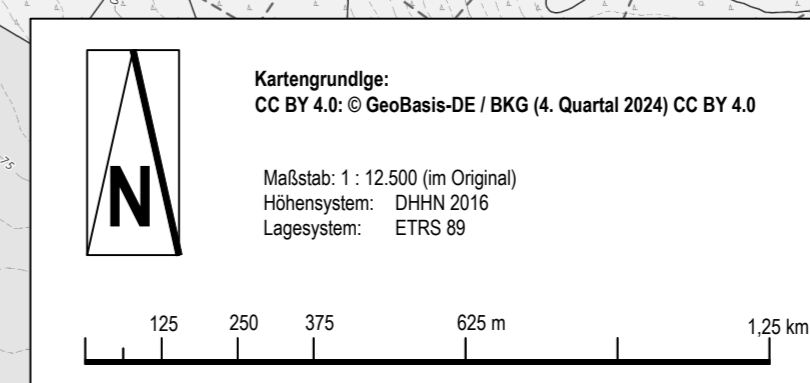 75
N
Kartengrundlge:
CC BY 4.0: © GeoBasis-DE / BKG (4. Quartal 2024) CC BY 4.0
Maßstab: 1 : 12.500 (im Original)
Höhensystem: DHHN 2016
Lagesystem: ETRS 89
125 250 375 625 m 1,25 km